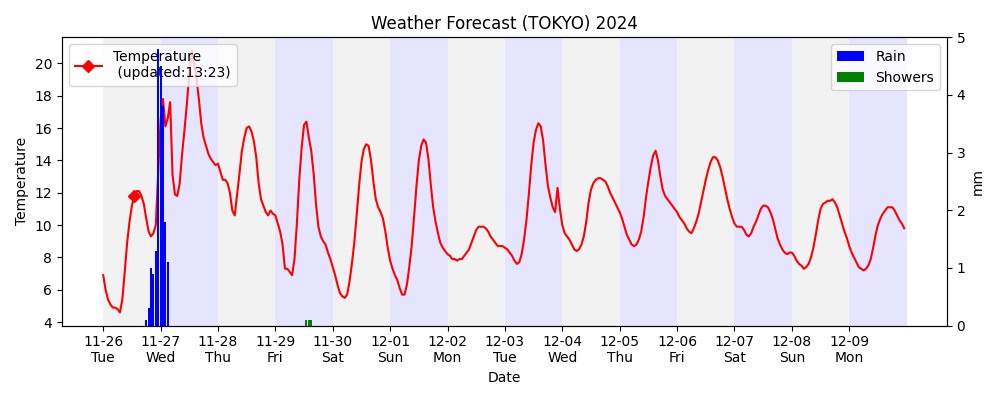 Weather Forecast (TOKYO) 2024
Temperature
(updated:13:23)
Rain
Showers
Temperature
20
18
16
14
12
10
8
6
4
5
4
3
2
1
0
mm
11-26 11-27 11-28 11-29 11-30 12-01 12-02 12-03 12-04 12-05 12-06 12-07 12-08 12-09
Tue Wed Thu Fri Sat Sun Mon Tue Wed Thu Fri Sat Sun Mon
Date